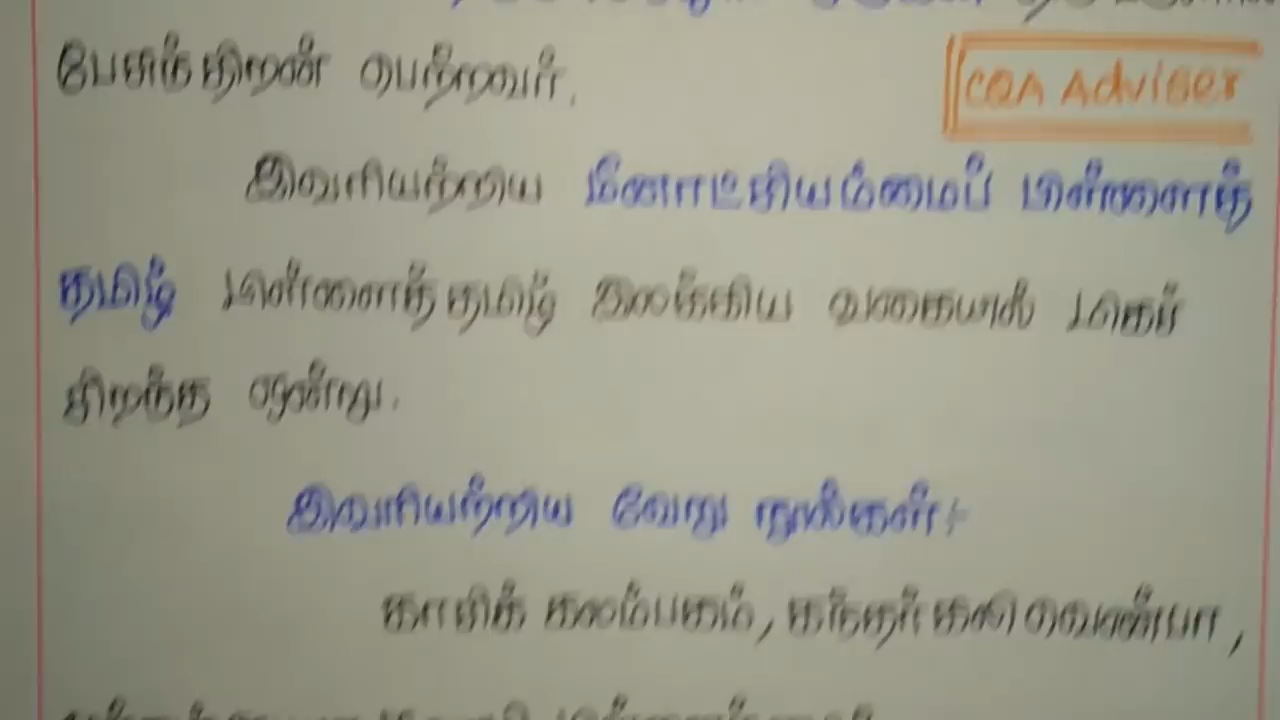 பேசுந்திறன் பெற்றவர்.
CQA Adviser
இவரியற்றிய மீனாட்சியம்மைப் பிள்ளைத்
தமிழ் பிள்ளைத்தமிழ் இலக்கிய வகையுள் மிகச்
சிறந்த ஒன்று.
இவரியற்றிய வேறு நூல்கள்:-
காசிக் கலம்பகம், கந்தர் கலி வெண்பா,